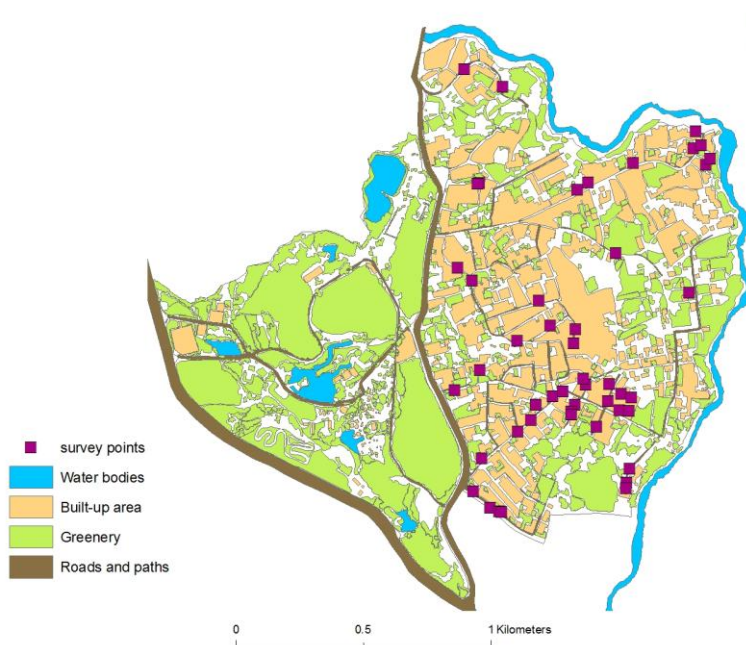 survey points
Water bodies
Built-up area
Greenery
Roads and paths
0 0.5 1 Kilometers